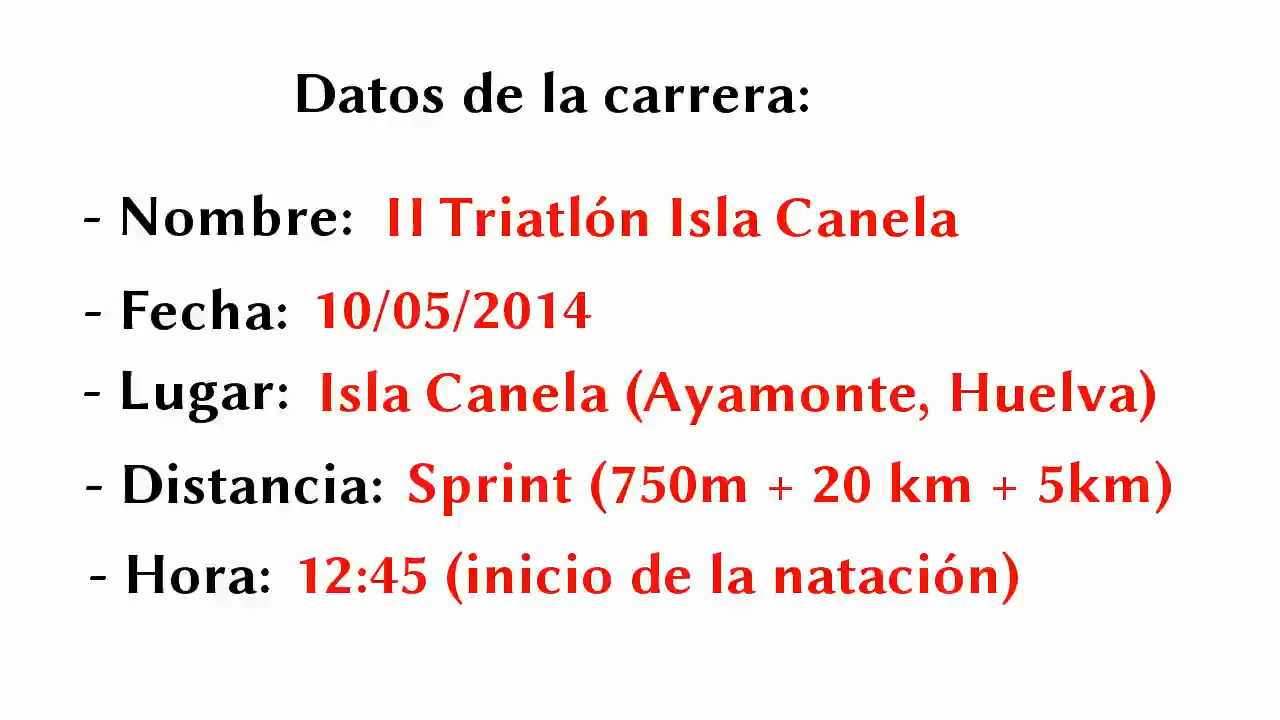 Datos de la carrera:
- Nombre: II Triatlón Isla Canela
- Fecha: 10/05/2014
- Lugar: Isla Canela (Ayamonte, Huelva)
- Distancia: Sprint (750m + 20 km + 5km)
- Hora: 12:45 (inicio de la natación)